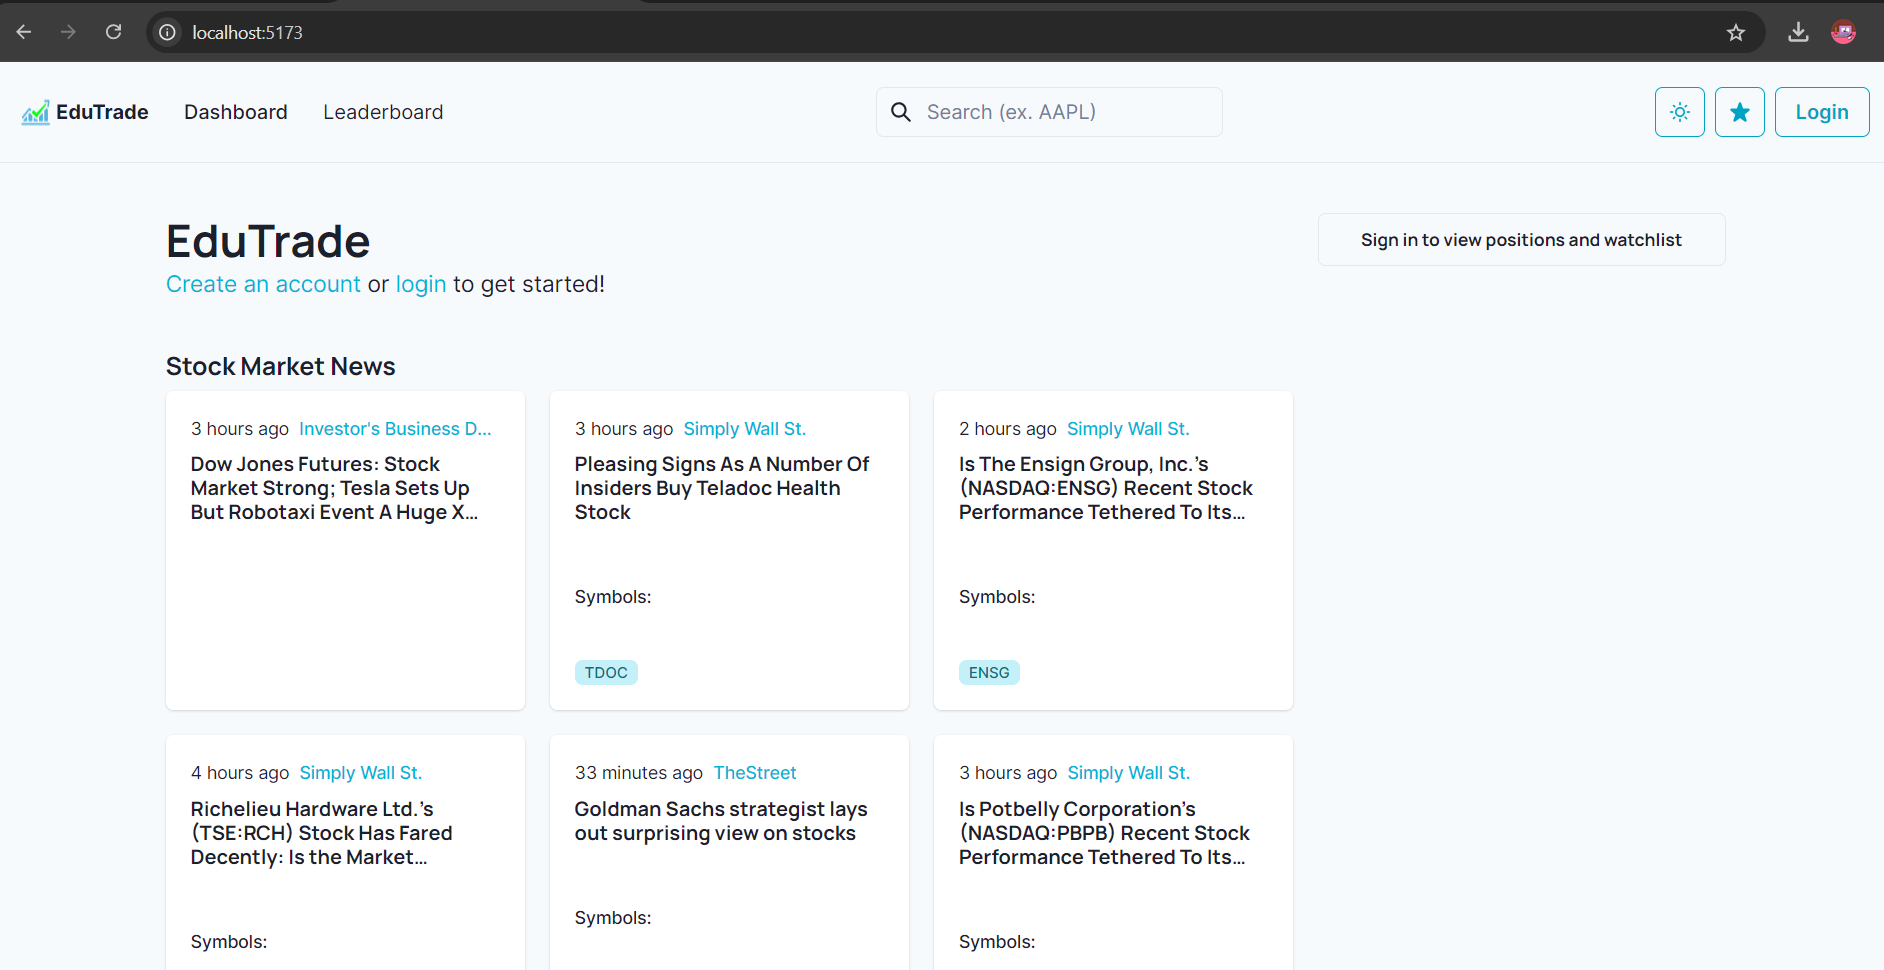 localhost:5173
EduTrade Dashboard Leaderboard Search (ex. AAPL) Login
EduTrade
Create an account or login to get started!
Sign in to view positions and watchlist
Stock Market News
3 hours ago Investor's Business D...
Dow Jones Futures: Stock
Market Strong; Tesla Sets Up
But Robotaxi Event A Huge X...
3 hours ago Simply Wall St.
Pleasing Signs As A Number Of
Insiders Buy Teladoc Health
Stock
Symbols:
TDOC
2 hours ago Simply Wall St.
Is The Ensign Group, Inc.'s
(NASDAQ:ENSG) Recent Stock
Performance Tethered To Its...
Symbols:
ENSG
4 hours ago Simply Wall St.
Richelieu Hardware Ltd.'s
(TSE:RCH) Stock Has Fared
Decently: Is the Market...
Symbols:
33 minutes ago TheStreet
Goldman Sachs strategist lays
out surprising view on stocks
Symbols:
3 hours ago Simply Wall St.
Is Potbelly Corporation's
(NASDAQ:PBPB) Recent Stock
Performance Tethered To Its...
Symbols: